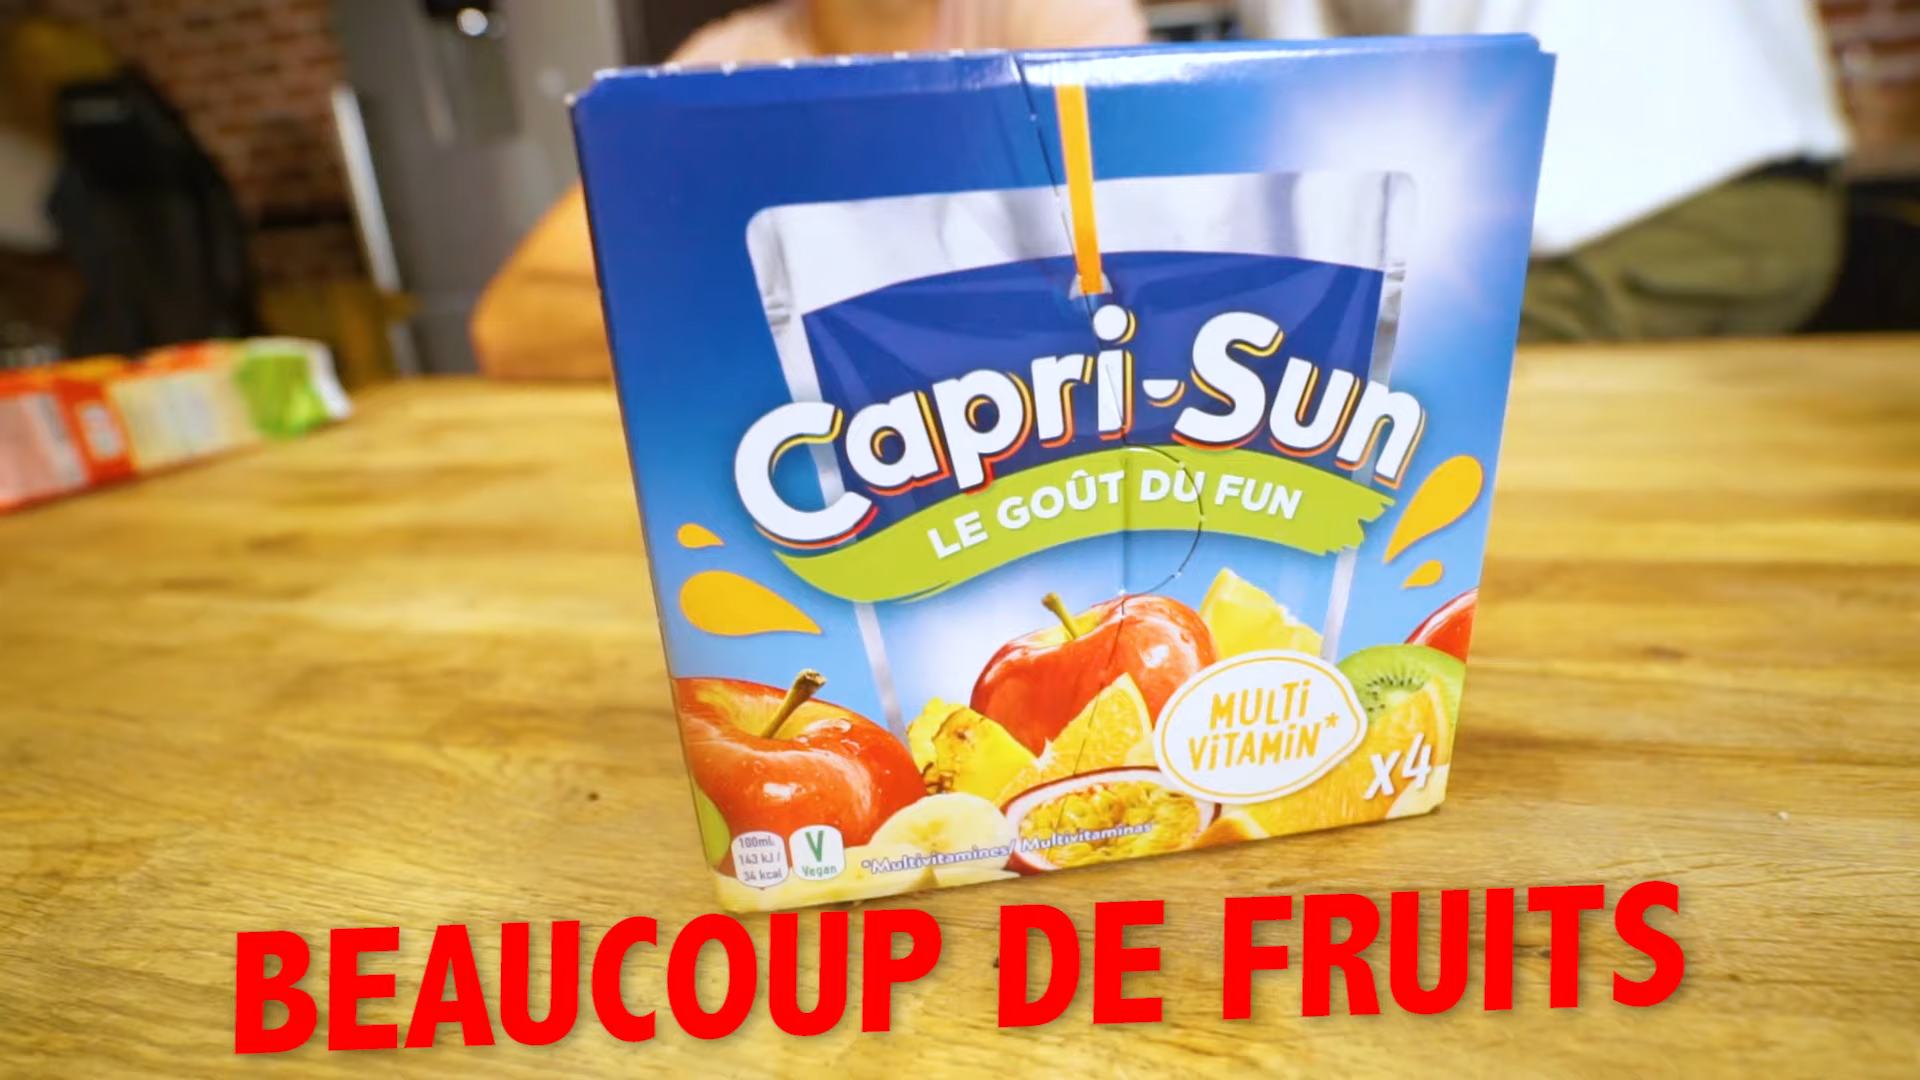 Capri-Sun
LE GOÛT DU FUN
MULTi
ViTAMiN*
x4
100mL
143 kJ /
34 kcal
V
Vegan
*Multivitamines/ Multivitaminas
BEAUCOUP DE FRUITS